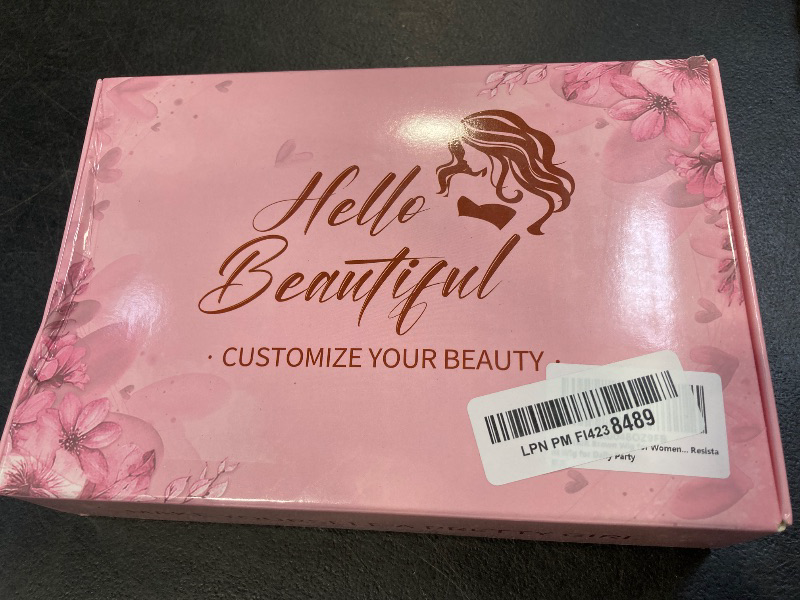 Hello
Beautiful
· CUSTOMIZE YOUR BEAUTY ·
LPN PM FI423 8489
Women... Resista
Party